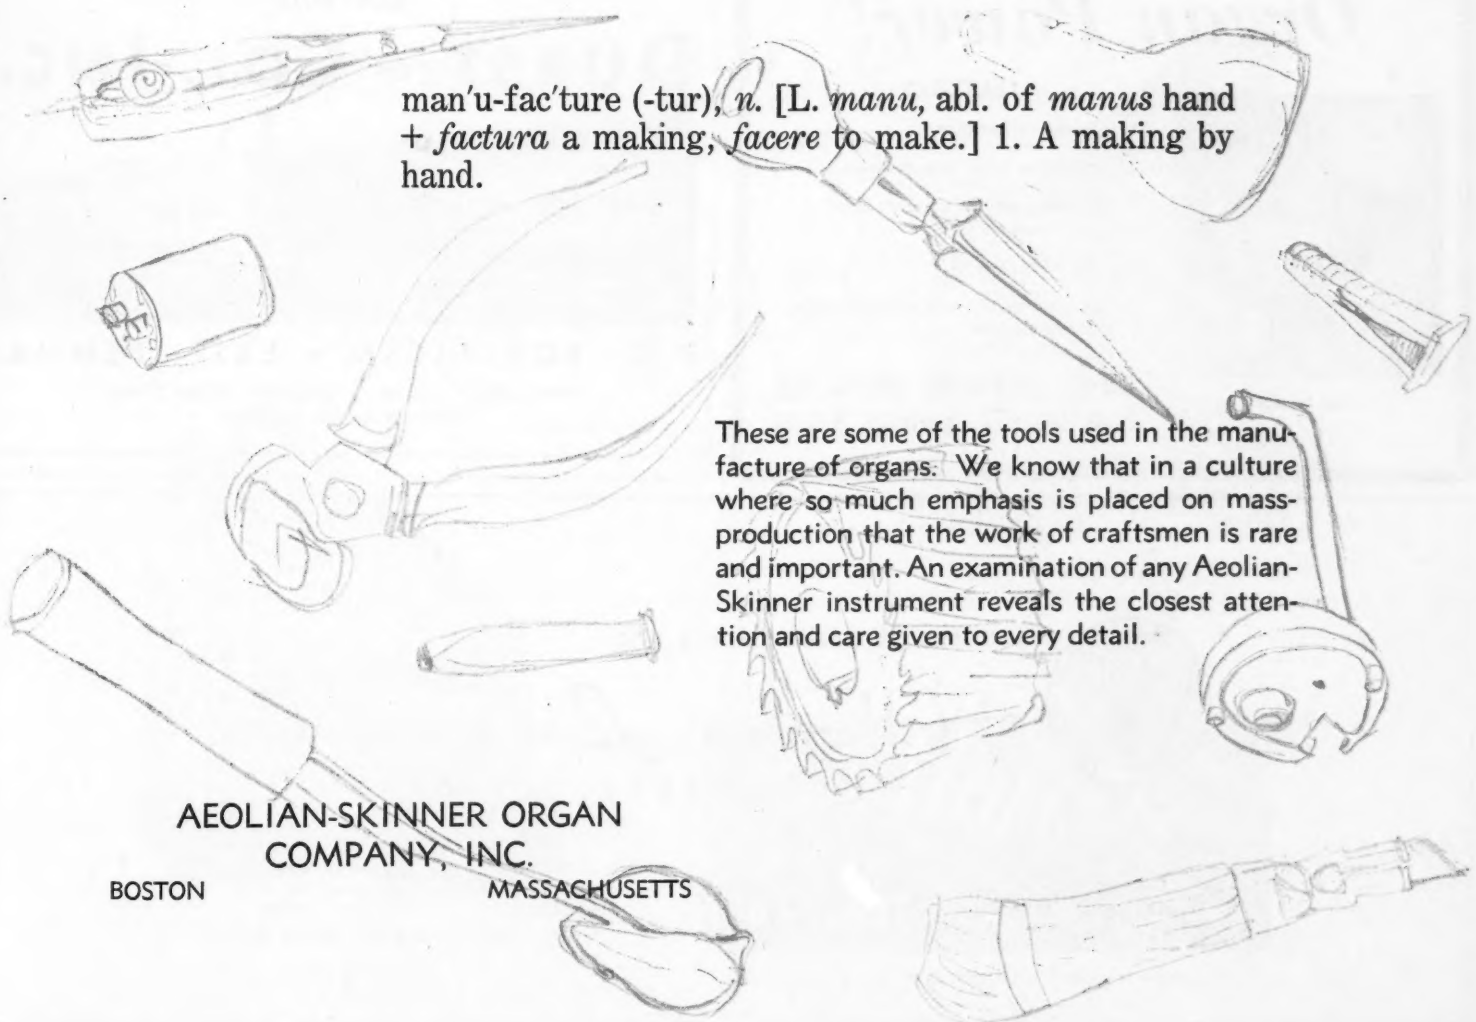 man′u-fac′ture (-tur), n. [L. manu, abl. of manus hand
+ factura a making, facere to make.] 1. A making by
hand.
These are some of the tools used in the manu-
facture of organs. We know that in a culture
where so much emphasis is placed on mass-
production that the work of craftsmen is rare
and important. An examination of any Aeolian-
Skinner instrument reveals the closest atten-
tion and care given to every detail.
AEOLIAN-SKINNER ORGAN
COMPANY, INC.
BOSTON MASSACHUSETTS